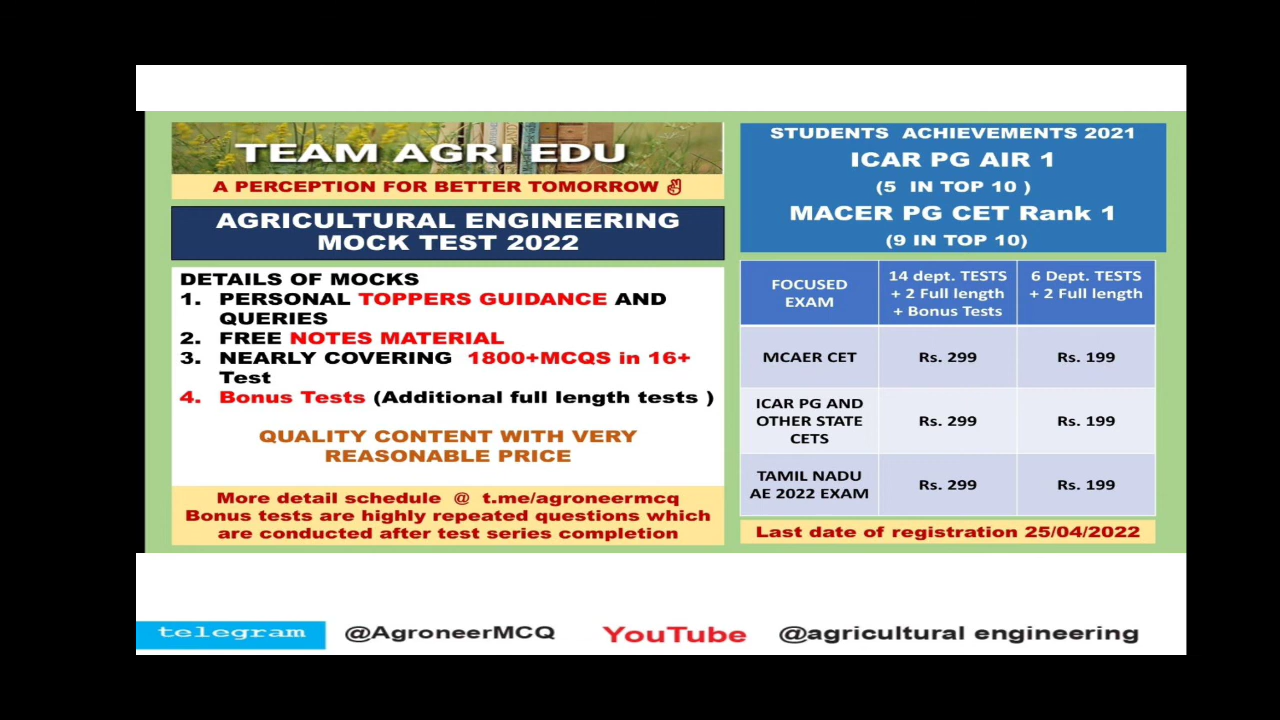 TEAM AGRI EDU
A PERCEPTION FOR BETTER TOMORROW ✌
AGRICULTURAL ENGINEERING
MOCK TEST 2022
DETAILS OF MOCKS
1. PERSONAL TOPPERS GUIDANCE AND
QUERIES
2. FREE NOTES MATERIAL
3. NEARLY COVERING 1800+MCQS in 16+
Test
4. Bonus Tests (Additional full length tests )
QUALITY CONTENT WITH VERY
REASONABLE PRICE
More detail schedule @ t.me/agroneermcq
Bonus tests are highly repeated questions which
are conducted after test series completion
STUDENTS ACHIEVEMENTS 2021
ICAR PG AIR 1
(5 IN TOP 10 )
MACER PG CET Rank 1
(9 IN TOP 10)
FOCUSED
EXAM
14 dept. TESTS
+ 2 Full length
+ Bonus Tests
6 Dept. TESTS
+ 2 Full length
MCAER CET
Rs. 299
Rs. 199
ICAR PG AND
OTHER STATE
CETS
Rs. 299
Rs. 199
TAMIL NADU
AE 2022 EXAM
Rs. 299
Rs. 199
Last date of registration 25/04/2022
telegram
@AgroneerMCQ
YouTube
@agricultural engineering